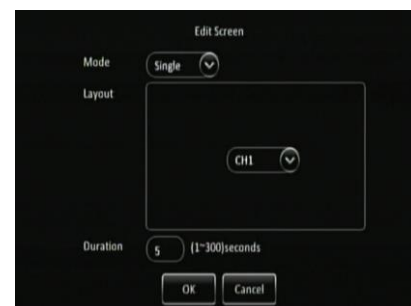 Edit Screen
Mode Single
Layout
CH1
Duration 5 (1~300)seconds
OK Cancel